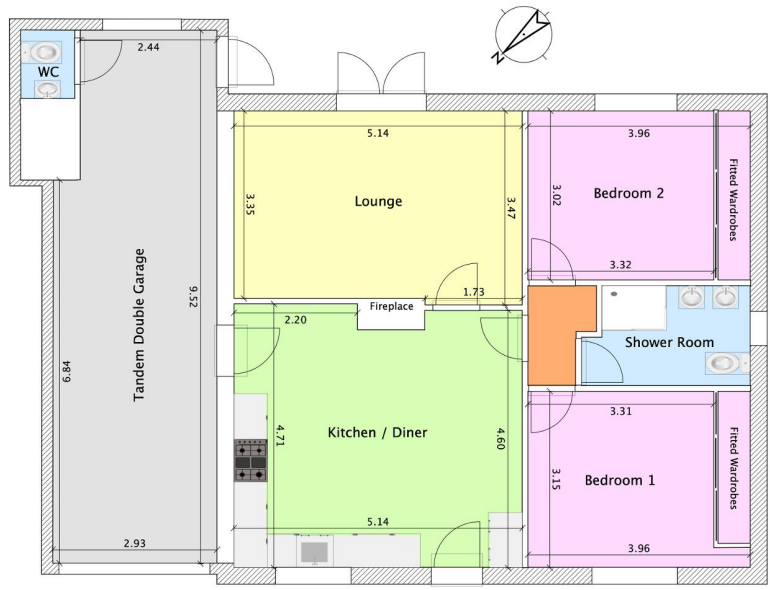 N
2.44
WC
5.14
3.96
3.35
Lounge
3.47
3.02
Bedroom 2
Fitted Wardrobes
3.32
1.73
Fireplace
2.20
Tandem Double Garage
9.52
6.84
Shower Room
3.31
4.71
Kitchen / Diner
4.60
3.15
Bedroom 1
Fitted Wardrobes
5.14
2.93
3.96